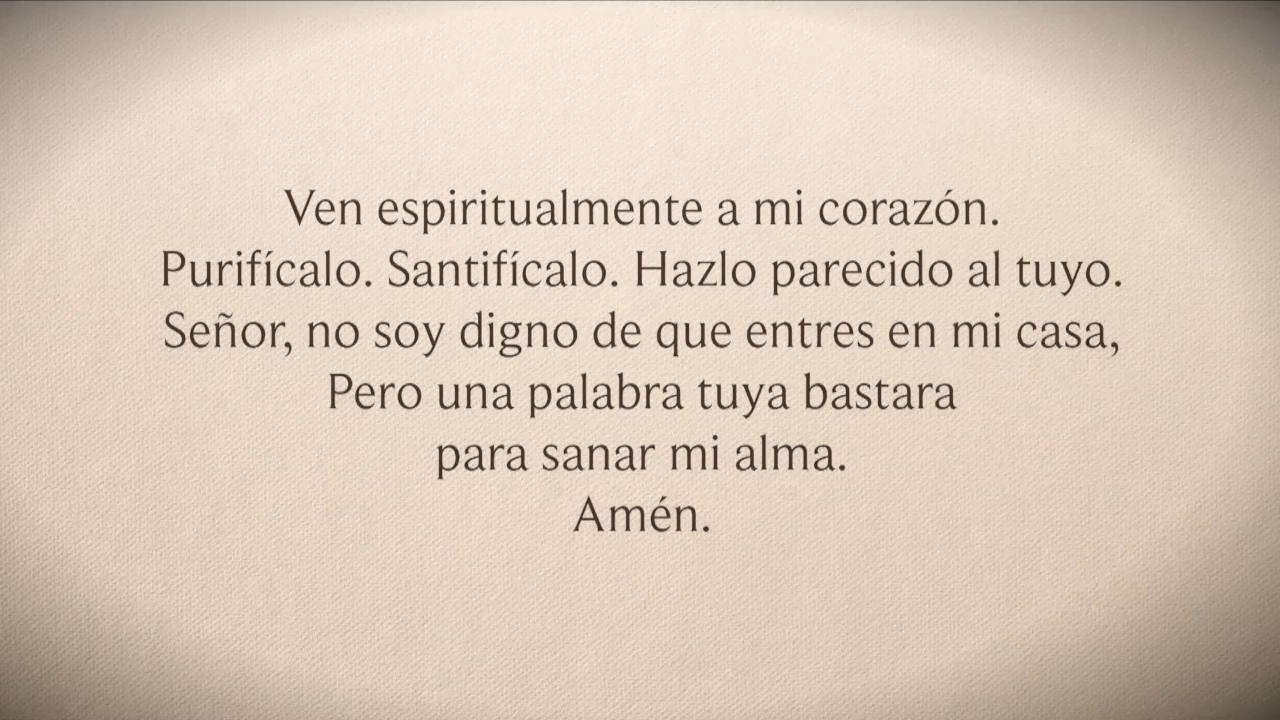 Ven espiritualmente a mi corazón.
Purifícalo. Santifícalo. Hazlo parecido al tuyo.
Señor, no soy digno de que entres en mi casa,
Pero una palabra tuya bastara
para sanar mi alma.
Amén.